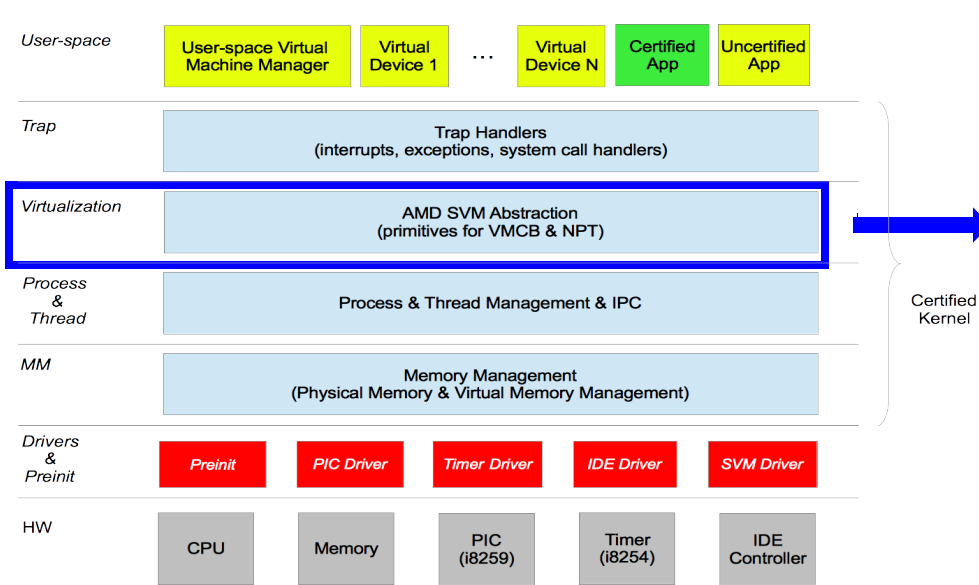 User-space
User-space Virtual
Machine Manager
Virtual
Device 1
...
Virtual
Device N
Certified
App
Uncertified
App
Trap
Trap Handlers
(interrupts, exceptions, system call handlers)
Virtualization
AMD SVM Abstraction
(primitives for VMCB & NPT)
Process
&
Thread
Process & Thread Management & IPC
Certified
Kernel
MM
Memory Management
(Physical Memory & Virtual Memory Management)
Drivers
&
Preinit
Preinit
PIC Driver
Timer Driver
IDE Driver
SVM Driver
HW
CPU
Memory
PIC
(i8259)
Timer
(i8254)
IDE
Controller